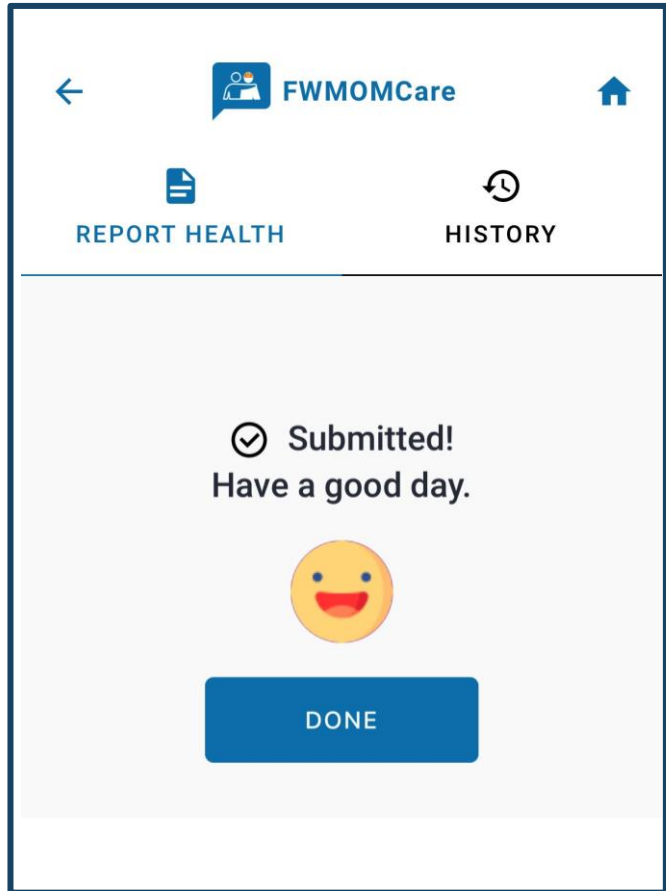 FWMOMCare
REPORT HEALTH
HISTORY
Submitted!
Have a good day.
DONE